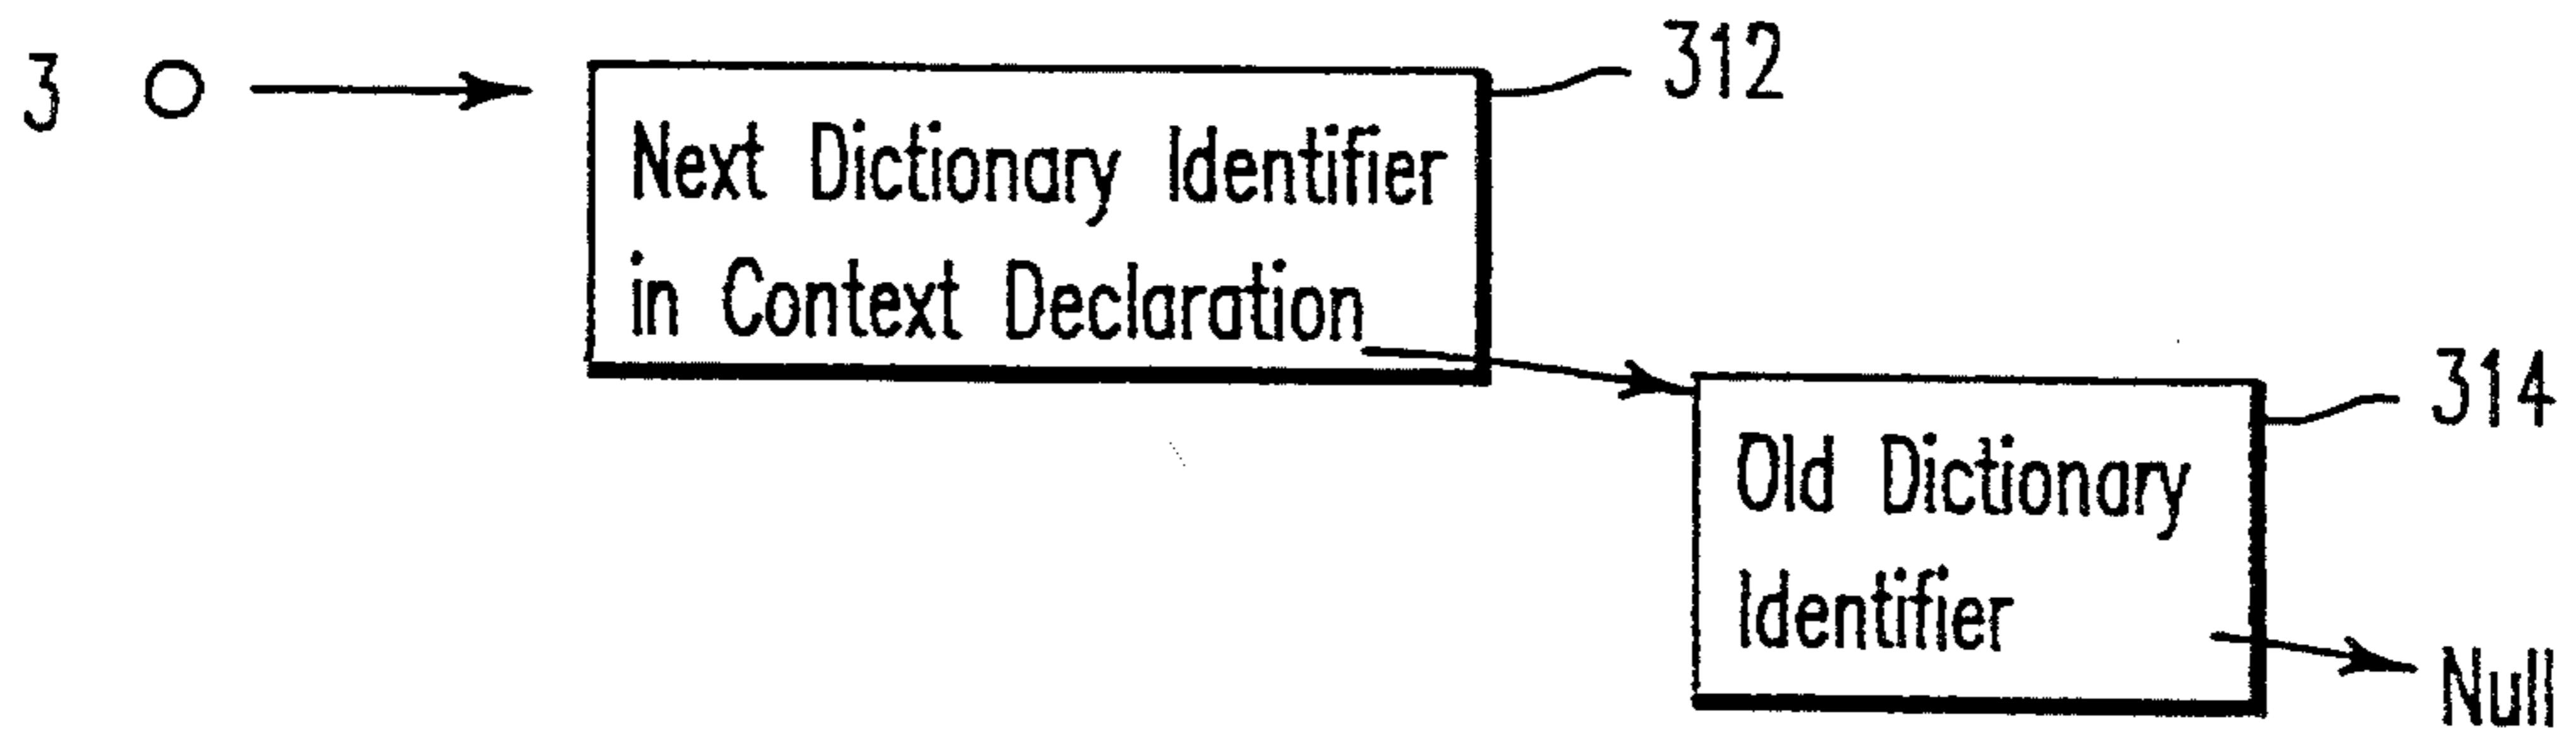 3
312
Next Dictionary Identifier
in Context Declaration
314
Old Dictionary
Identifier
Null